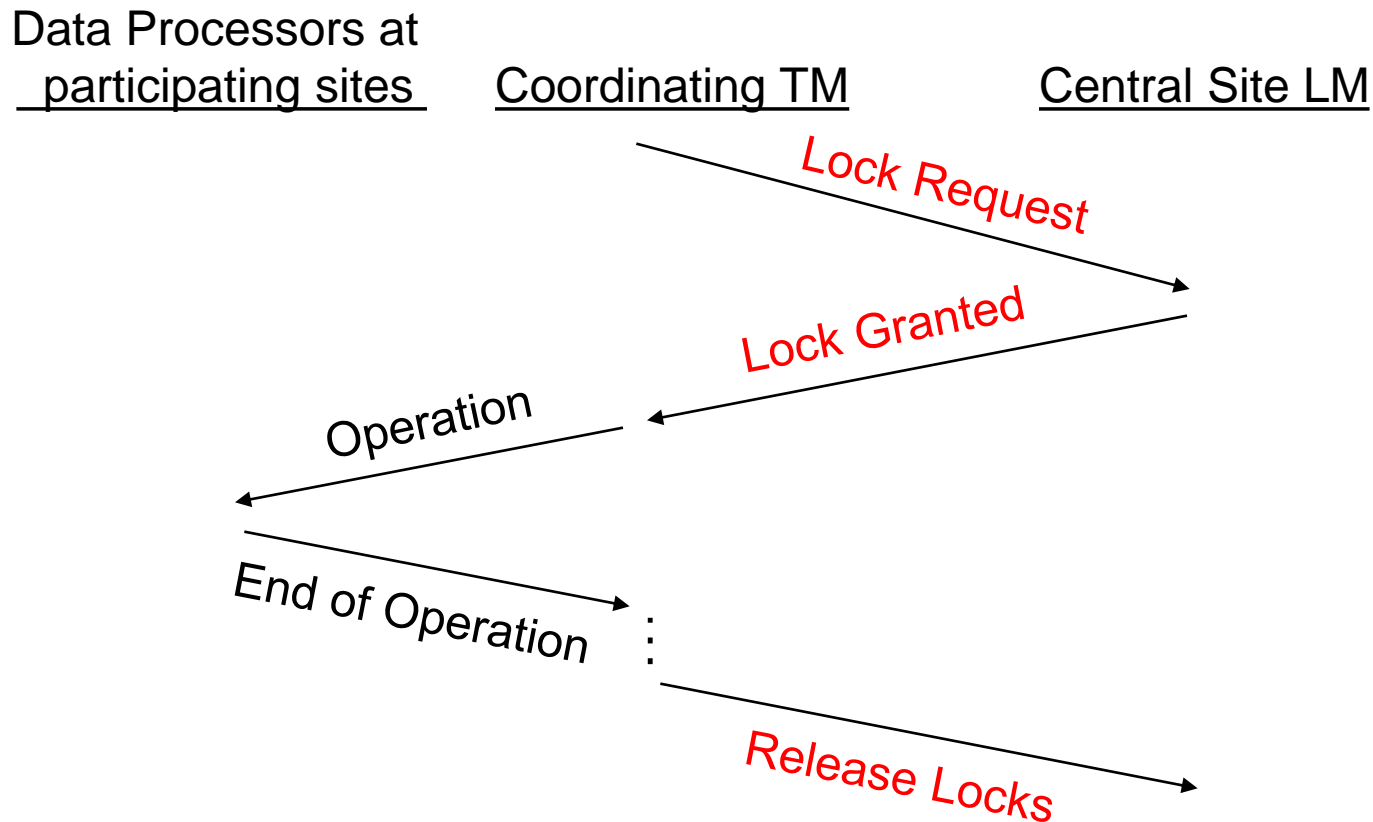 Data Processors at
participating sites
Coordinating TM
Central Site LM
Lock Request
Lock Granted
Operation
End of Operation
Release Locks